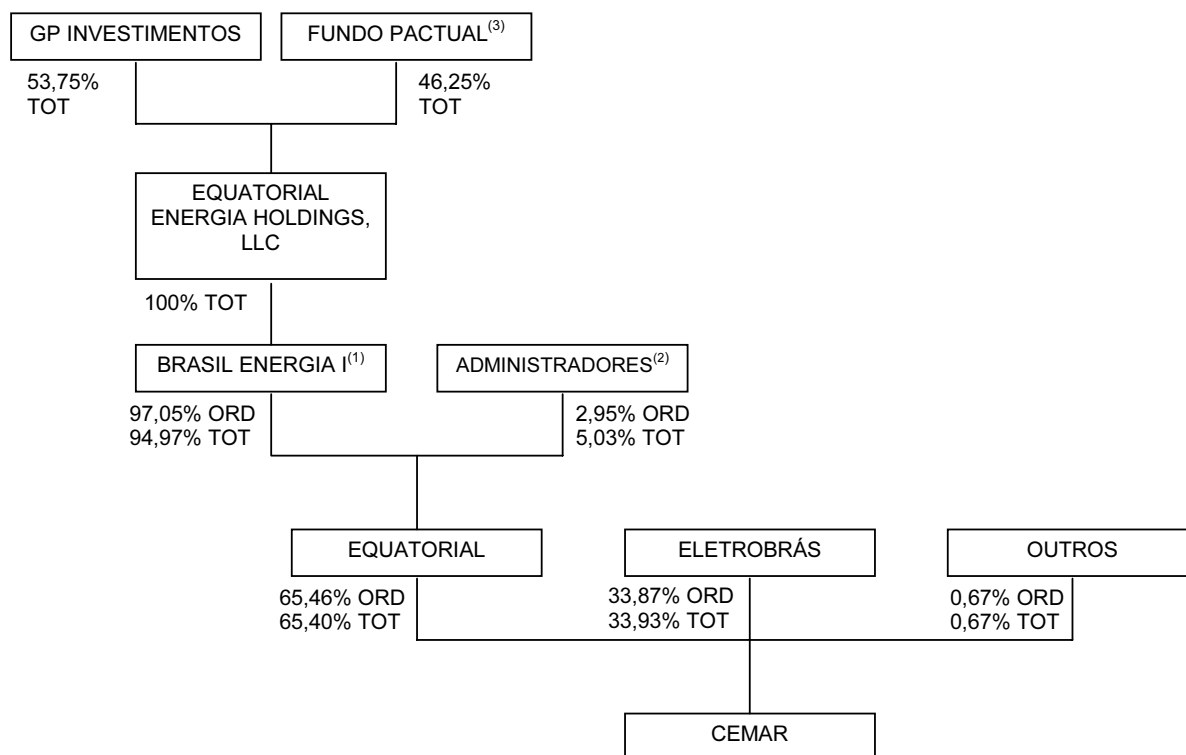 GP INVESTIMENTOS
FUNDO PACTUAL(3)
53,75%
TOT
46,25%
TOT
EQUATORIAL
ENERGIA HOLDINGS,
LLC
100% TOT
BRASIL ENERGIA I(1)
ADMINISTRADORES(2)
97,05% ORD
94,97% TOT
2,95% ORD
5,03% TOT
EQUATORIAL
ELETROBRÁS
OUTROS
65,46% ORD
65,40% TOT
33,87% ORD
33,93% TOT
0,67% ORD
0,67% TOT
CEMAR